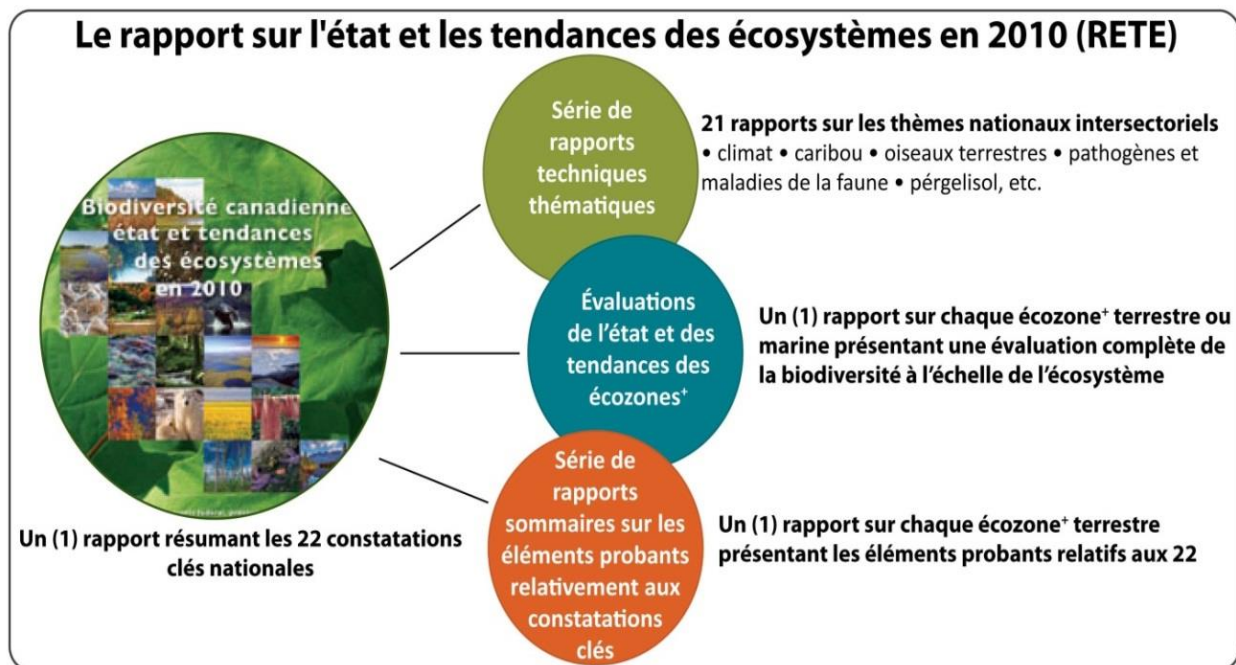 Le rapport sur l'état et les tendances des écosystèmes en 2010 (RETE)
Biodiversité canadienne
état et tendances
des écosystèmes
en 2010
Un (1) rapport résumant les 22 constatations
clés nationales
Série de
rapports
techniques
thématiques
21 rapports sur les thèmes nationaux intersectoriels
• climat • caribou • oiseaux terrestres • pathogènes et
maladies de la faune • pérgelisol, etc.
Évaluations
de l'état et des
tendances des
écozones⁺
Un (1) rapport sur chaque écozone⁺ terrestre ou
marine présentant une évaluation complète de
la biodiversité à l'échelle de l'écosystème
Série de
rapports
sommaires sur les
éléments probants
relativement aux
constatations
clés
Un (1) rapport sur chaque écozone⁺ terrestre
présentant les éléments probants relatifs aux 22